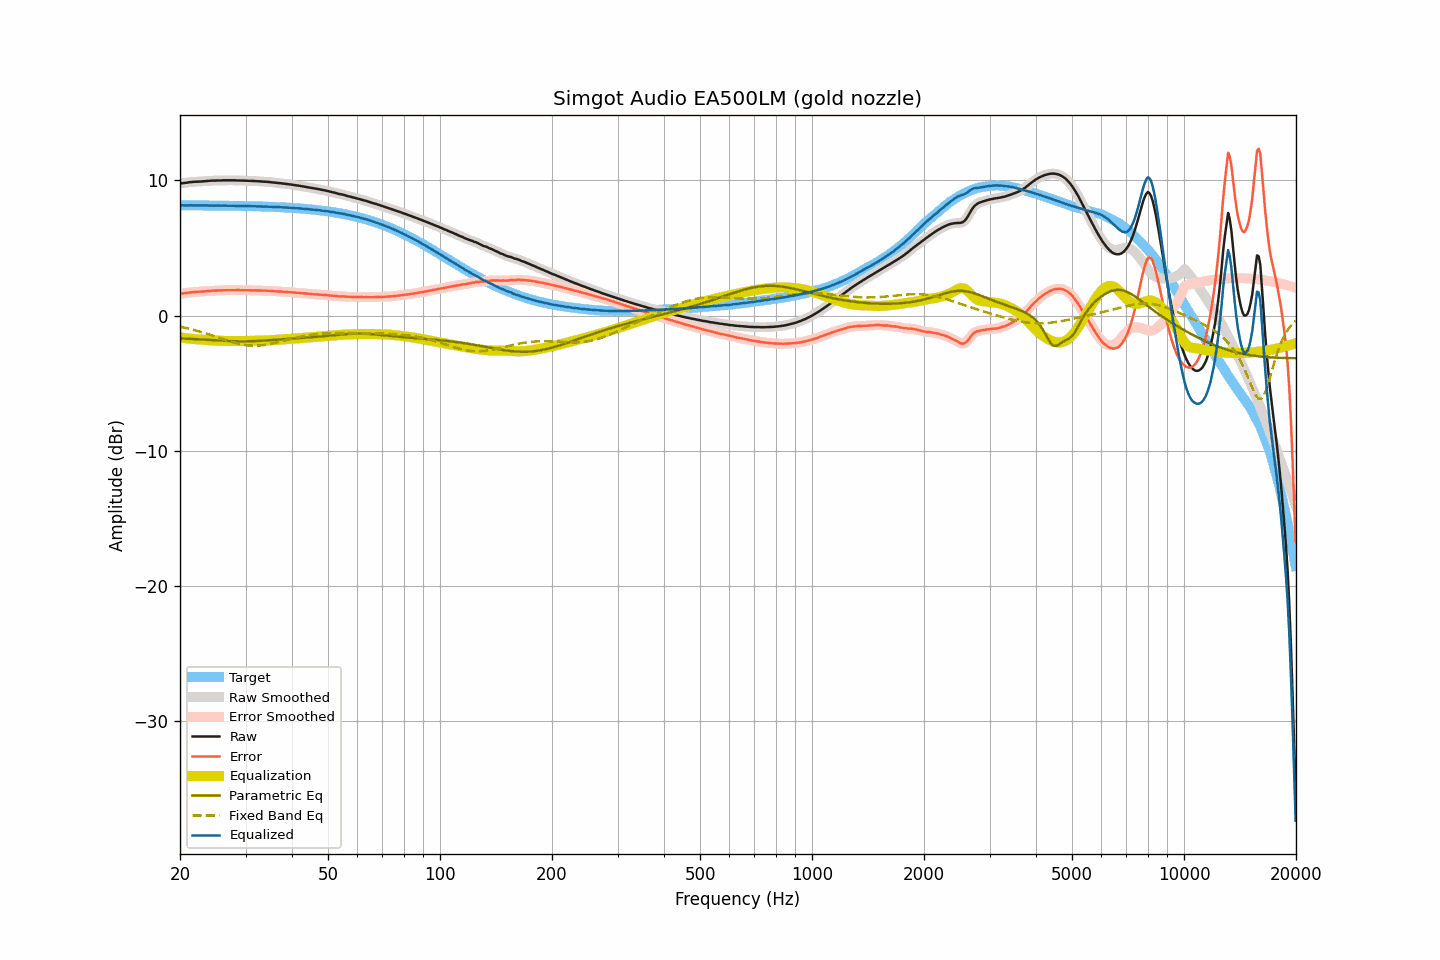 Simgot Audio EA500LM (gold nozzle)
10
0
−10
−20
−30
Amplitude (dBr)
Target
Raw Smoothed
Error Smoothed
Raw
Error
Equalization
Parametric Eq
Fixed Band Eq
Equalized
20 50 100 200 500 1000 2000 5000 10000 20000
Frequency (Hz)